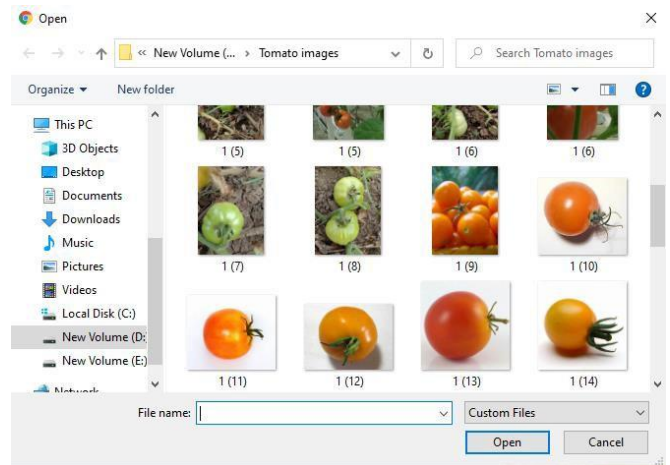 Open
« New Volume (... › Tomato images
Search Tomato images
Organize
New folder
This PC
3D Objects
Desktop
Documents
Downloads
Music
Pictures
Videos
Local Disk (C:)
New Volume (D:
New Volume (E:)
Network
1 (5) 1 (5) 1 (6) 1 (6)
1 (7) 1 (8) 1 (9) 1 (10)
1 (11) 1 (12) 1 (13) 1 (14)
File name:
Custom Files
Open Cancel